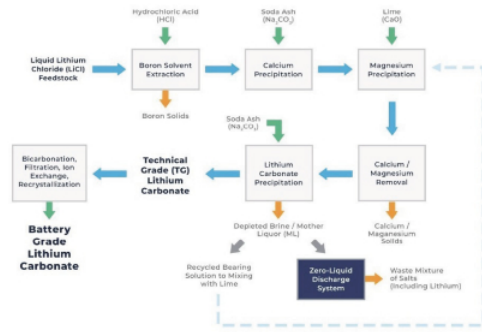 Hydrochloric Acid
(HCl)
Soda Ash
(Na₂CO₃)
Lime
(CaO)
Liquid Lithium
Chloride (LiCl)
Feedstock
Boron Solvent
Extraction
Calcium
Precipitation
Magnesium
Precipitation
Boron Solids
Soda Ash
(Na₂CO₃)
Bicarbonation,
Filtration, Ion
Exchange,
Recrystallization
Technical
Grade (TG)
Lithium
Carbonate
Lithium
Carbonate
Precipitation
Calcium /
Magnesium
Removal
Battery
Grade
Lithium
Carbonate
Depleted Brine / Mother
Liquor (ML)
Calcium /
Maganesium
Solids
Recycled Bearing
Solution to Mixing
with Lime
Zero-Liquid
Discharge
System
Waste Mixture
of Salts
(Including Lithium)